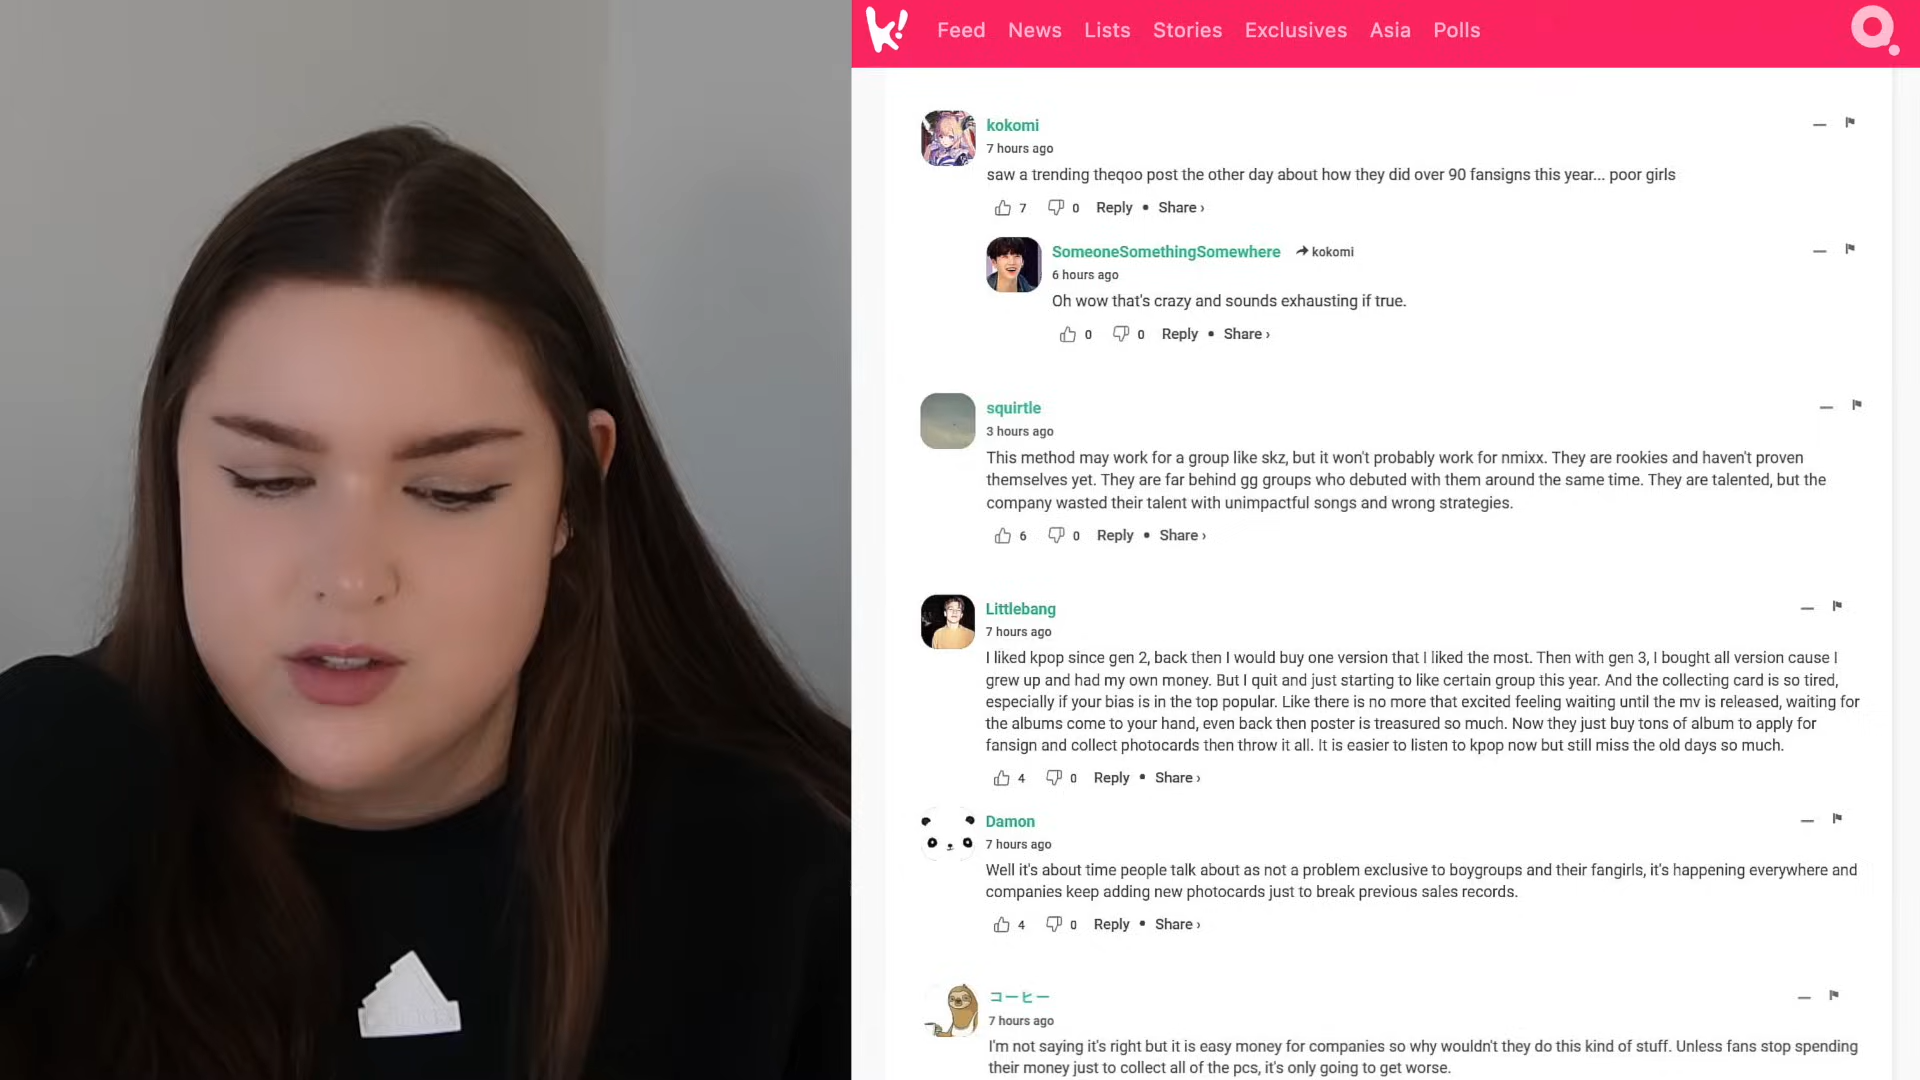 k!
Feed News Lists Stories Exclusives Asia Polls
kokomi
7 hours ago
saw a trending theqoo post the other day about how they did over 90 fansigns this year... poor girls
7 0 Reply • Share ›
SomeoneSomethingSomewhere kokomi
6 hours ago
Oh wow that's crazy and sounds exhausting if true.
0 0 Reply • Share ›
squirtle
3 hours ago
This method may work for a group like skz, but it won't probably work for nmixx. They are rookies and haven't proven
themselves yet. They are far behind gg groups who debuted with them around the same time. They are talented, but the
company wasted their talent with unimpactful songs and wrong strategies.
6 0 Reply • Share ›
Littlebang
7 hours ago
I liked kpop since gen 2, back then I would buy one version that I liked the most. Then with gen 3, I bought all version cause I
grew up and had my own money. But I quit and just starting to like certain group this year. And the collecting card is so tired,
especially if your bias is in the top popular. Like there is no more that excited feeling waiting until the mv is released, waiting for
the albums come to your hand, even back then poster is treasured so much. Now they just buy tons of album to apply for
fansign and collect photocards then throw it all. It is easier to listen to kpop now but still miss the old days so much.
4 0 Reply • Share ›
Damon
7 hours ago
Well it's about time people talk about as not a problem exclusive to boygroups and their fangirls, it's happening everywhere and
companies keep adding new photocards just to break previous sales records.
4 0 Reply • Share ›
コーヒー
7 hours ago
I'm not saying it's right but it is easy money for companies so why wouldn't they do this kind of stuff. Unless fans stop spending
their money just to collect all of the pcs, it's only going to get worse.